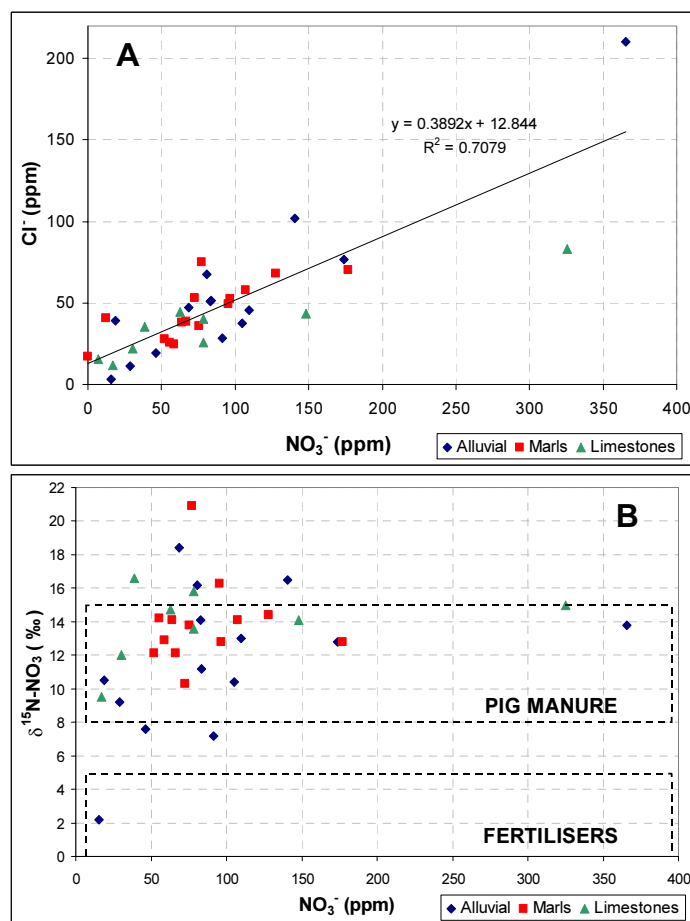 A
y = 0.3892x + 12.844
R² = 0.7079
Cl⁻ (ppm)
200
150
100
50
0
0 50 100 150 200 250 300 350 400
NO₃⁻ (ppm)
Alluvial Marls Limestones
B
δ ¹⁵N-NO₃ ( ‰)
22
20
18
16
14
12
10
8
6
4
2
0
PIG MANURE
FERTILISERS
0 50 100 150 200 250 300 350 400
NO₃⁻ (ppm)
Alluvial Marls Limestones